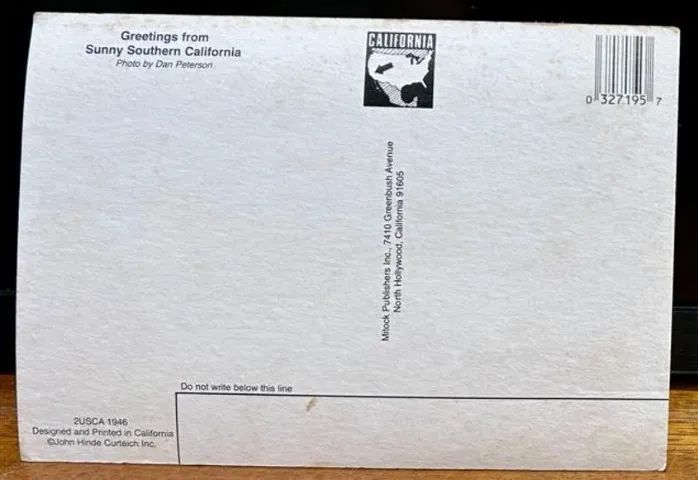 Greetings from
Sunny Southern California
Photo by Dan Peterson
CALIFORNIA
0 327195 7
Mitock Publishers Inc., 7410 Greenbush Avenue
North Hollywood, California 91605
Do not write below this line
2USCA 1946
Designed and Printed in California
©John Hinde Curteich Inc.